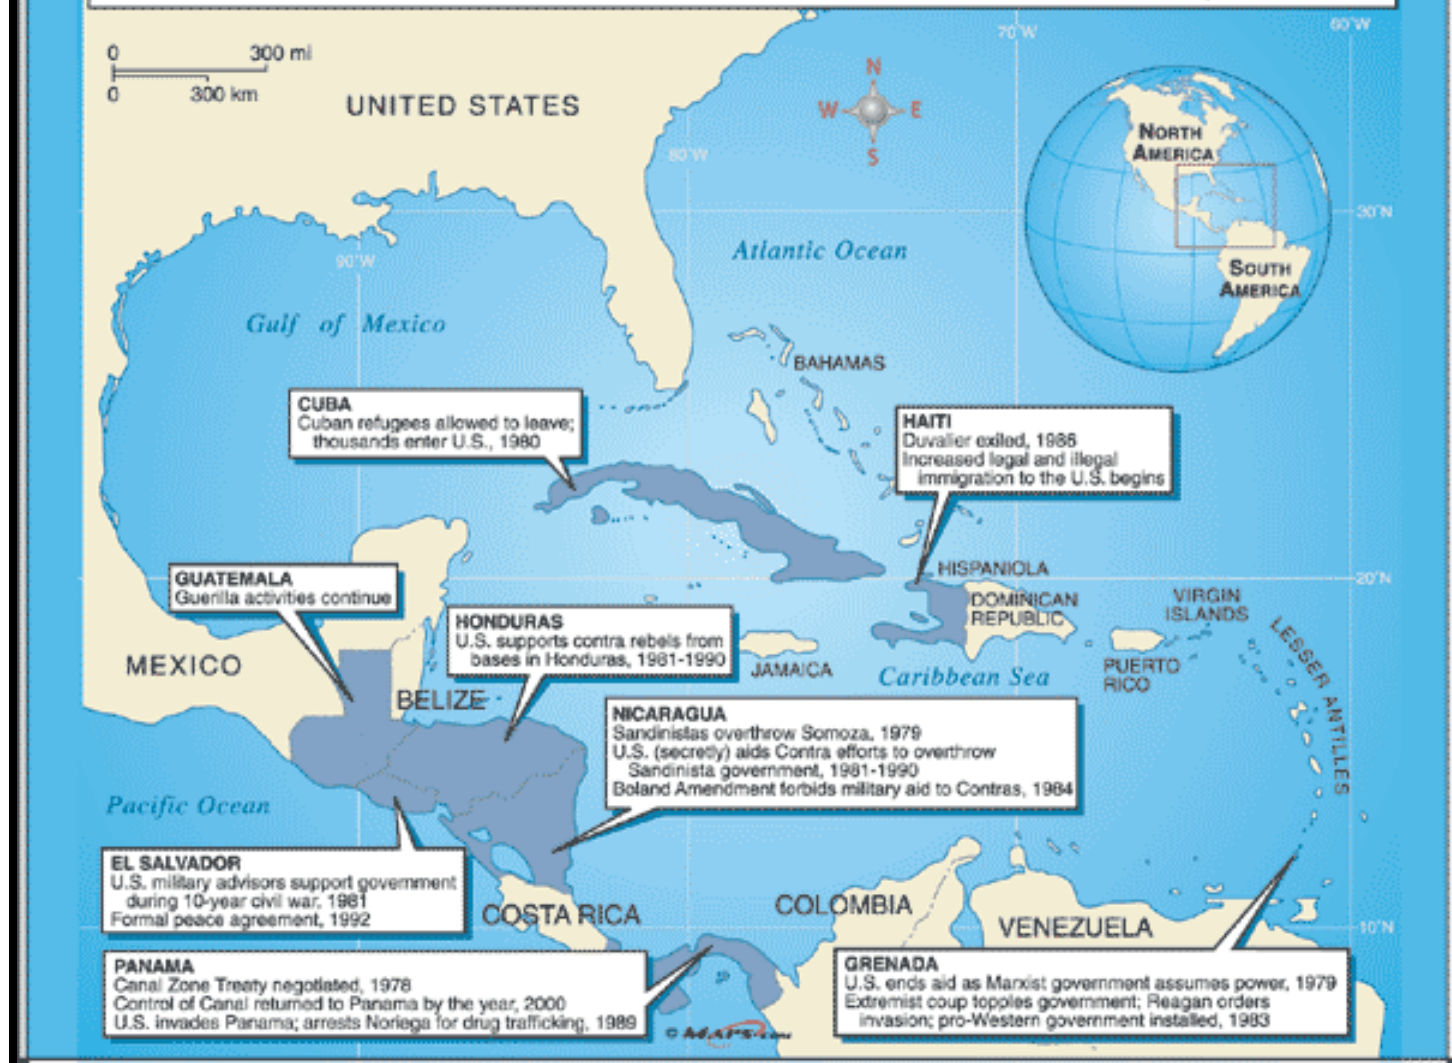 0 300 mi
0 300 km
UNITED STATES
N
W E
S
70°W
60°W
80°W
90°W
30°N
20°N
10°N
NORTH
AMERICA
SOUTH
AMERICA
Atlantic Ocean
Gulf of Mexico
BAHAMAS
CUBA
Cuban refugees allowed to leave;
thousands enter U.S., 1980
HAITI
Duvalier exiled, 1986
Increased legal and illegal
immigration to the U.S. begins
GUATEMALA
Guerilla activities continue
HONDURAS
U.S. supports contra rebels from
bases in Honduras, 1981-1990
HISPANIOLA
DOMINICAN
REPUBLIC
VIRGIN
ISLANDS
LESSER ANTILLES
PUERTO
RICO
JAMAICA
Caribbean Sea
MEXICO
BELIZE
NICARAGUA
Sandinistas overthrow Somoza, 1979
U.S. (secretly) aids Contra efforts to overthrow
Sandinista government, 1981-1990
Boland Amendment forbids military aid to Contras, 1984
Pacific Ocean
EL SALVADOR
U.S. military advisors support government
during 10-year civil war, 1981
Formal peace agreement, 1992
COSTA RICA
COLOMBIA
VENEZUELA
PANAMA
Canal Zone Treaty negotiated, 1978
Control of Canal returned to Panama by the year, 2000
U.S. invades Panama; arrests Noriega for drug trafficking, 1989
GRENADA
U.S. ends aid as Marxist government assumes power, 1979
Extremist coup topples government; Reagan orders
invasion; pro-Western government installed, 1983
© MAPS.com